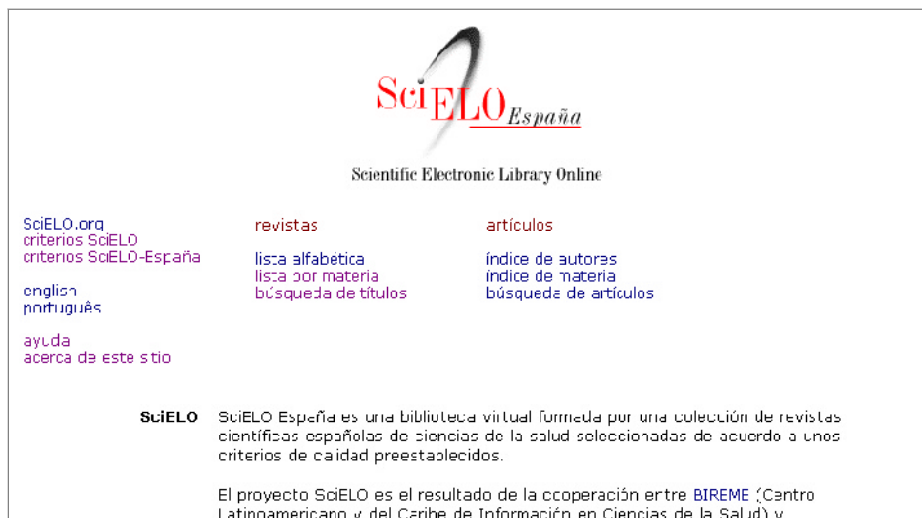 SciELO España
Scientific Electronic Library Online
SciELO.org
criterios SciELO
criterios SciELO-España
english
português
ayuda
acerca de este sitio
revistas
lista alfabética
lista por materia
búsqueda de títulos
artículos
índice de autores
índice de materia
búsqueda de artículos
SciELO
SciELO España es una biblioteca virtual formada por una colección de revistas
científicas españolas de ciencias de la salud seleccionadas de acuerdo a unos
criterios de calidad preestablecidos.
El proyecto SciELO es el resultado de la cooperación entre BIREME (Centro
Latinoamericano y del Caribe de Información en Ciencias de la Salud) y